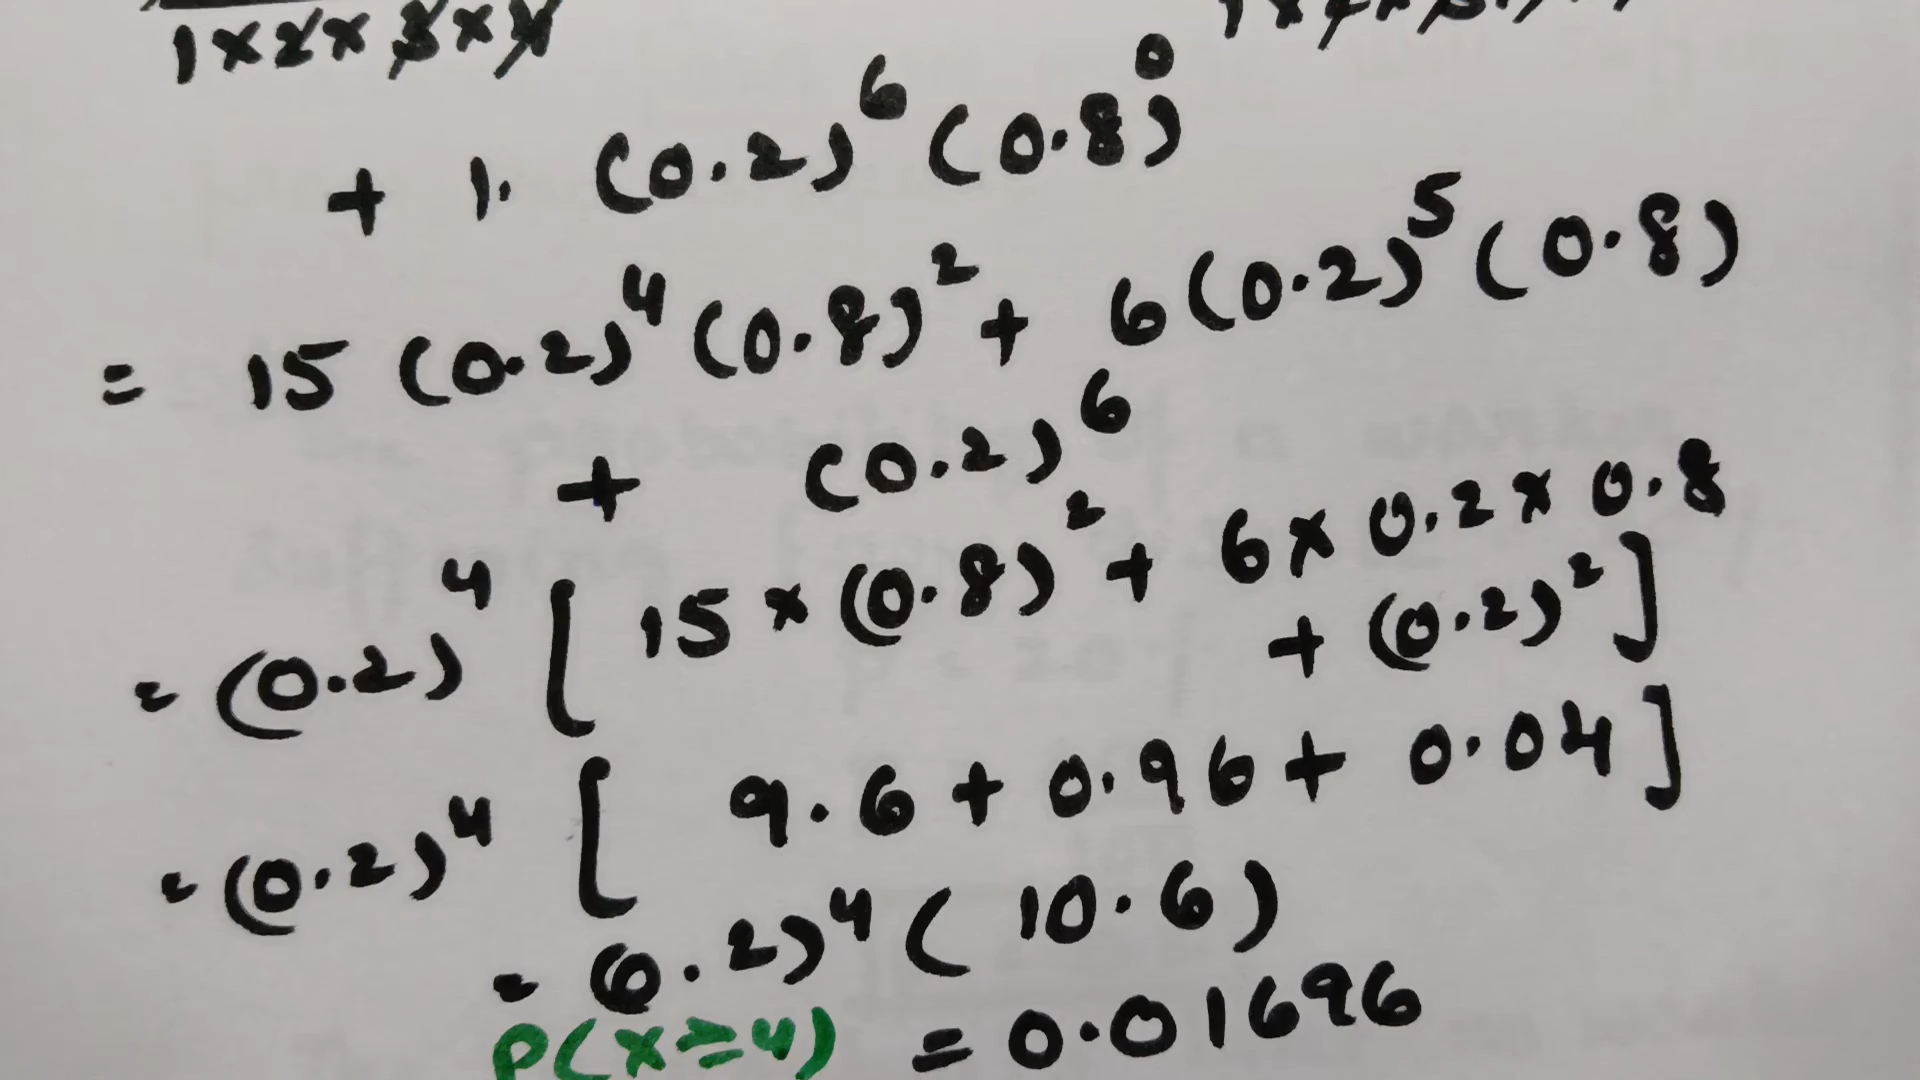 1×2×3×4
+ 1. (0.2)⁶ (0.8)⁰
= 15 (0.2)⁴ (0.8)² + 6 (0.2)⁵ (0.8)
+ (0.2)⁶
= (0.2)⁴ [ 15 × (0.8)² + 6 × 0.2 × 0.8
+ (0.2)² ]
= (0.2)⁴ [ 9.6 + 0.96 + 0.04 ]
= (0.2)⁴ ( 10.6 )
P(X≥4) = 0.01696